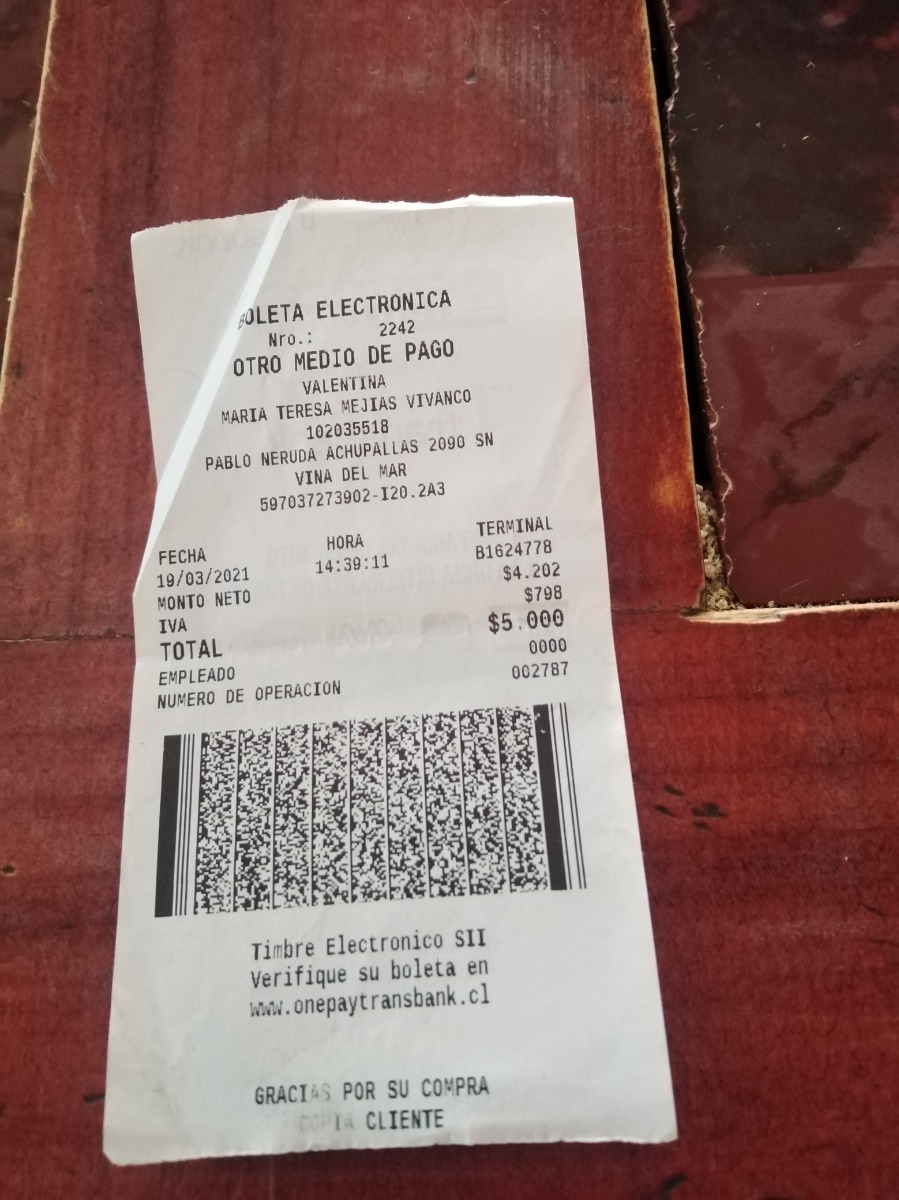 BOLETA ELECTRONICA
Nro.: 2242
OTRO MEDIO DE PAGO
VALENTINA
MARIA TERESA MEJIAS VIVANCO
102035518
PABLO NERUDA ACHUPALLAS 2090 SN
VINA DEL MAR
597037273902-I20.2A3
FECHA HORA TERMINAL
19/03/2021 14:39:11 B1624778
MONTO NETO $4.202
IVA $798
TOTAL $5.000
EMPLEADO 0000
NUMERO DE OPERACION 002787
Timbre Electronico SII
Verifique su boleta en
www.onepaytransbank.cl
GRACIAS POR SU COMPRA
COPIA CLIENTE